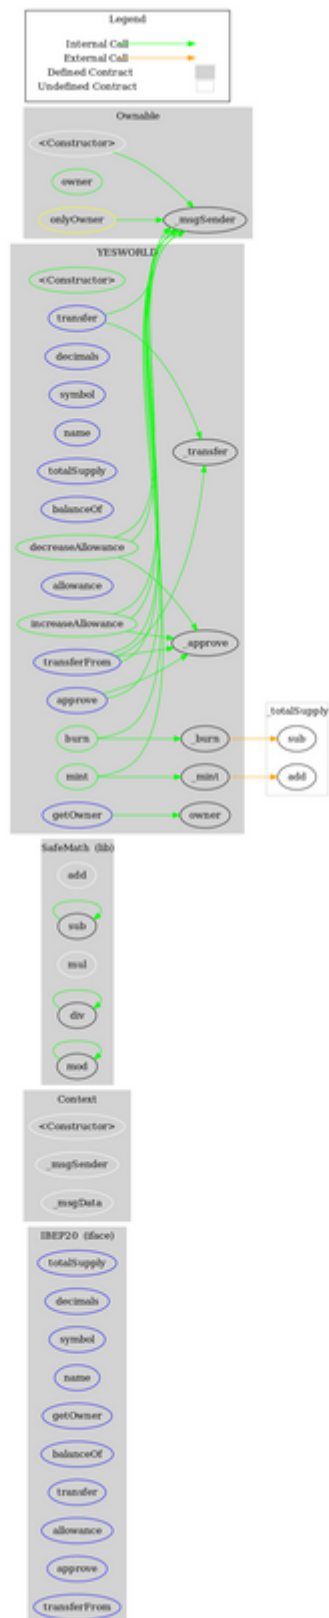 Legend
Internal Call
External Call
Defined Contract
Undefined Contract
Ownable
<Constructor>
owner
onlyOwner
_msgSender
YESWORLD
<Constructor>
transfer
decimals
symbol
name
_transfer
totalSupply
balanceOf
decreaseAllowance
allowance
increaseAllowance
_approve
transferFrom
approve
_totalSupply
burn
_burn
sub
mint
_mint
add
getOwner
owner
SafeMath (lib)
add
sub
mul
div
mod
Context
<Constructor>
_msgSender
_msgData
IBEP20 (iface)
totalSupply
decimals
symbol
name
getOwner
balanceOf
transfer
allowance
approve
transferFrom